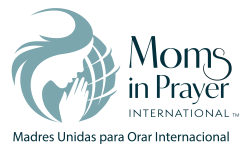 Moms
in Prayer
INTERNATIONAL™
Madres Unidas para Orar Internacional